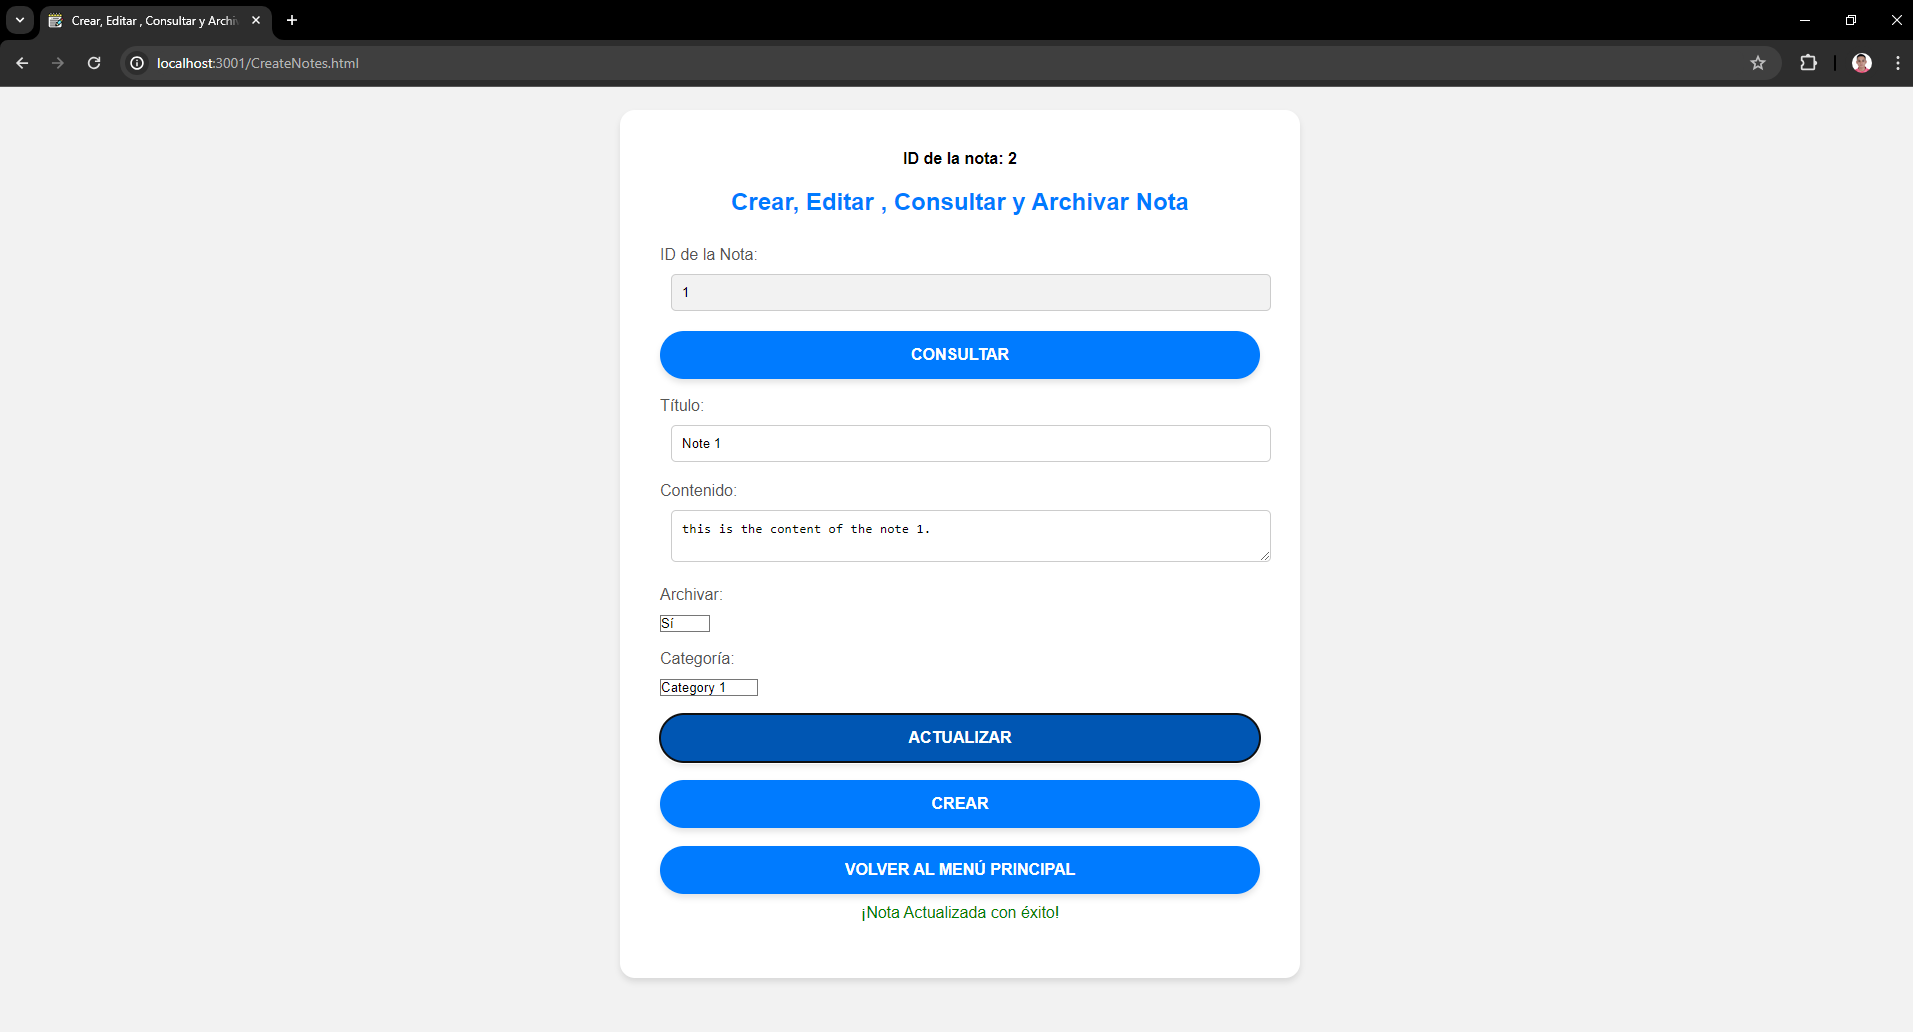 Crear, Editar , Consultar y Archiv
localhost:3001/CreateNotes.html
ID de la nota: 2
Crear, Editar , Consultar y Archivar Nota
ID de la Nota:
1
CONSULTAR
Título:
Note 1
Contenido:
this is the content of the note 1.
Archivar:
Sí
Categoría:
Category 1
ACTUALIZAR
CREAR
VOLVER AL MENÚ PRINCIPAL
¡Nota Actualizada con éxito!